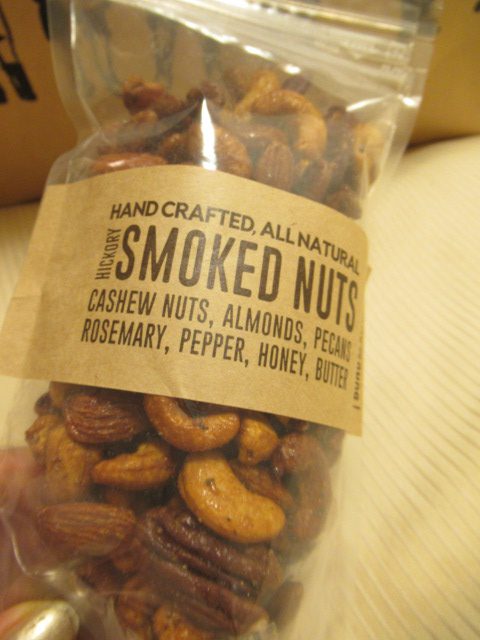 HAND CRAFTED, ALL NATURAL
HICKORY
SMOKED NUTS
CASHEW NUTS, ALMONDS, PECANS
ROSEMARY, PEPPER, HONEY, BUTTER